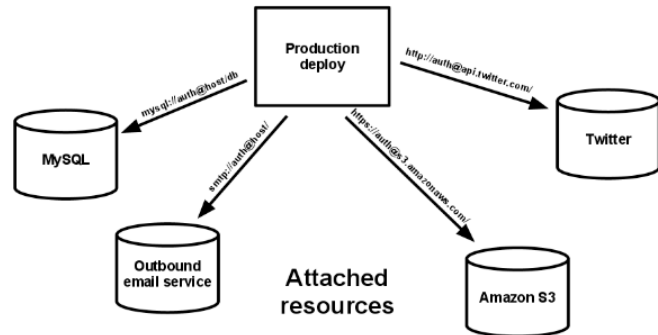 Production
deploy
mysql://auth@host/db
http://auth@api.twitter.com/
smtp://auth@host/
https://auth@s3.amazonaws.com/
MySQL
Twitter
Outbound
email service
Attached
resources
Amazon S3